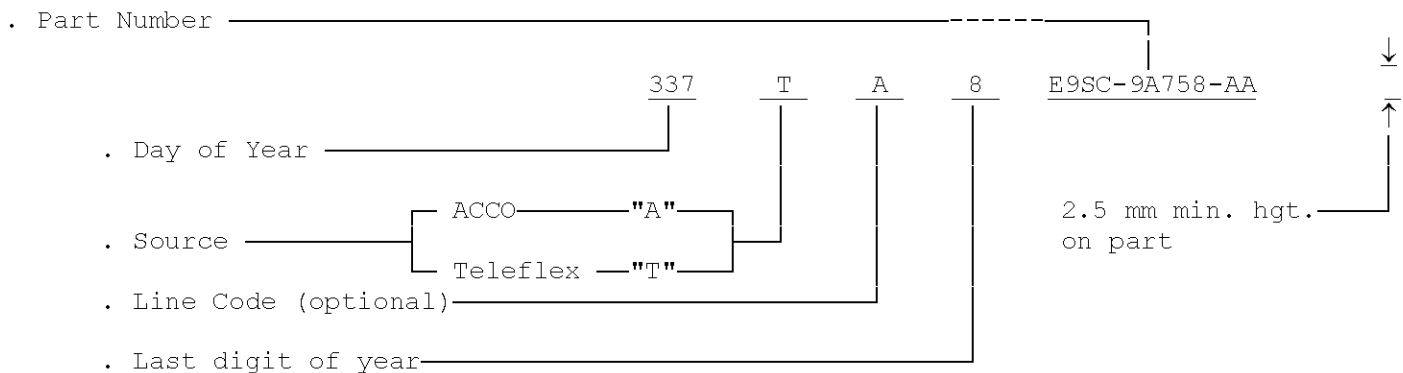 . Part Number
337 T A 8 E9SC-9A758-AA
. Day of Year
ACCO "A"
2.5 mm min. hgt.
. Source
on part
Teleflex "T"
. Line Code (optional)
. Last digit of year